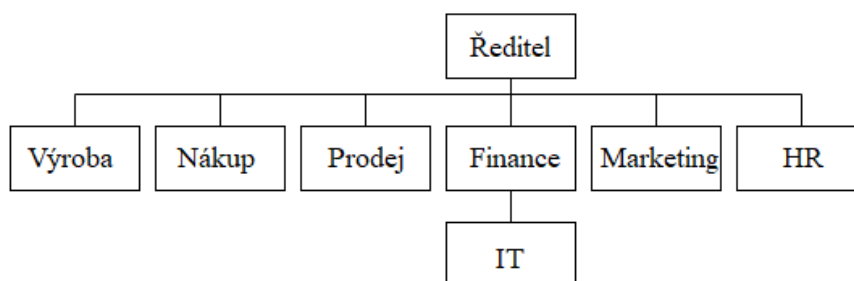 Ředitel
Výroba
Nákup
Prodej
Finance
Marketing
HR
IT